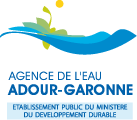 AGENCE DE L'EAU
ADOUR-GARONNE
ETABLISSEMENT PUBLIC DU MINISTERE
DU DEVELOPPEMENT DURABLE